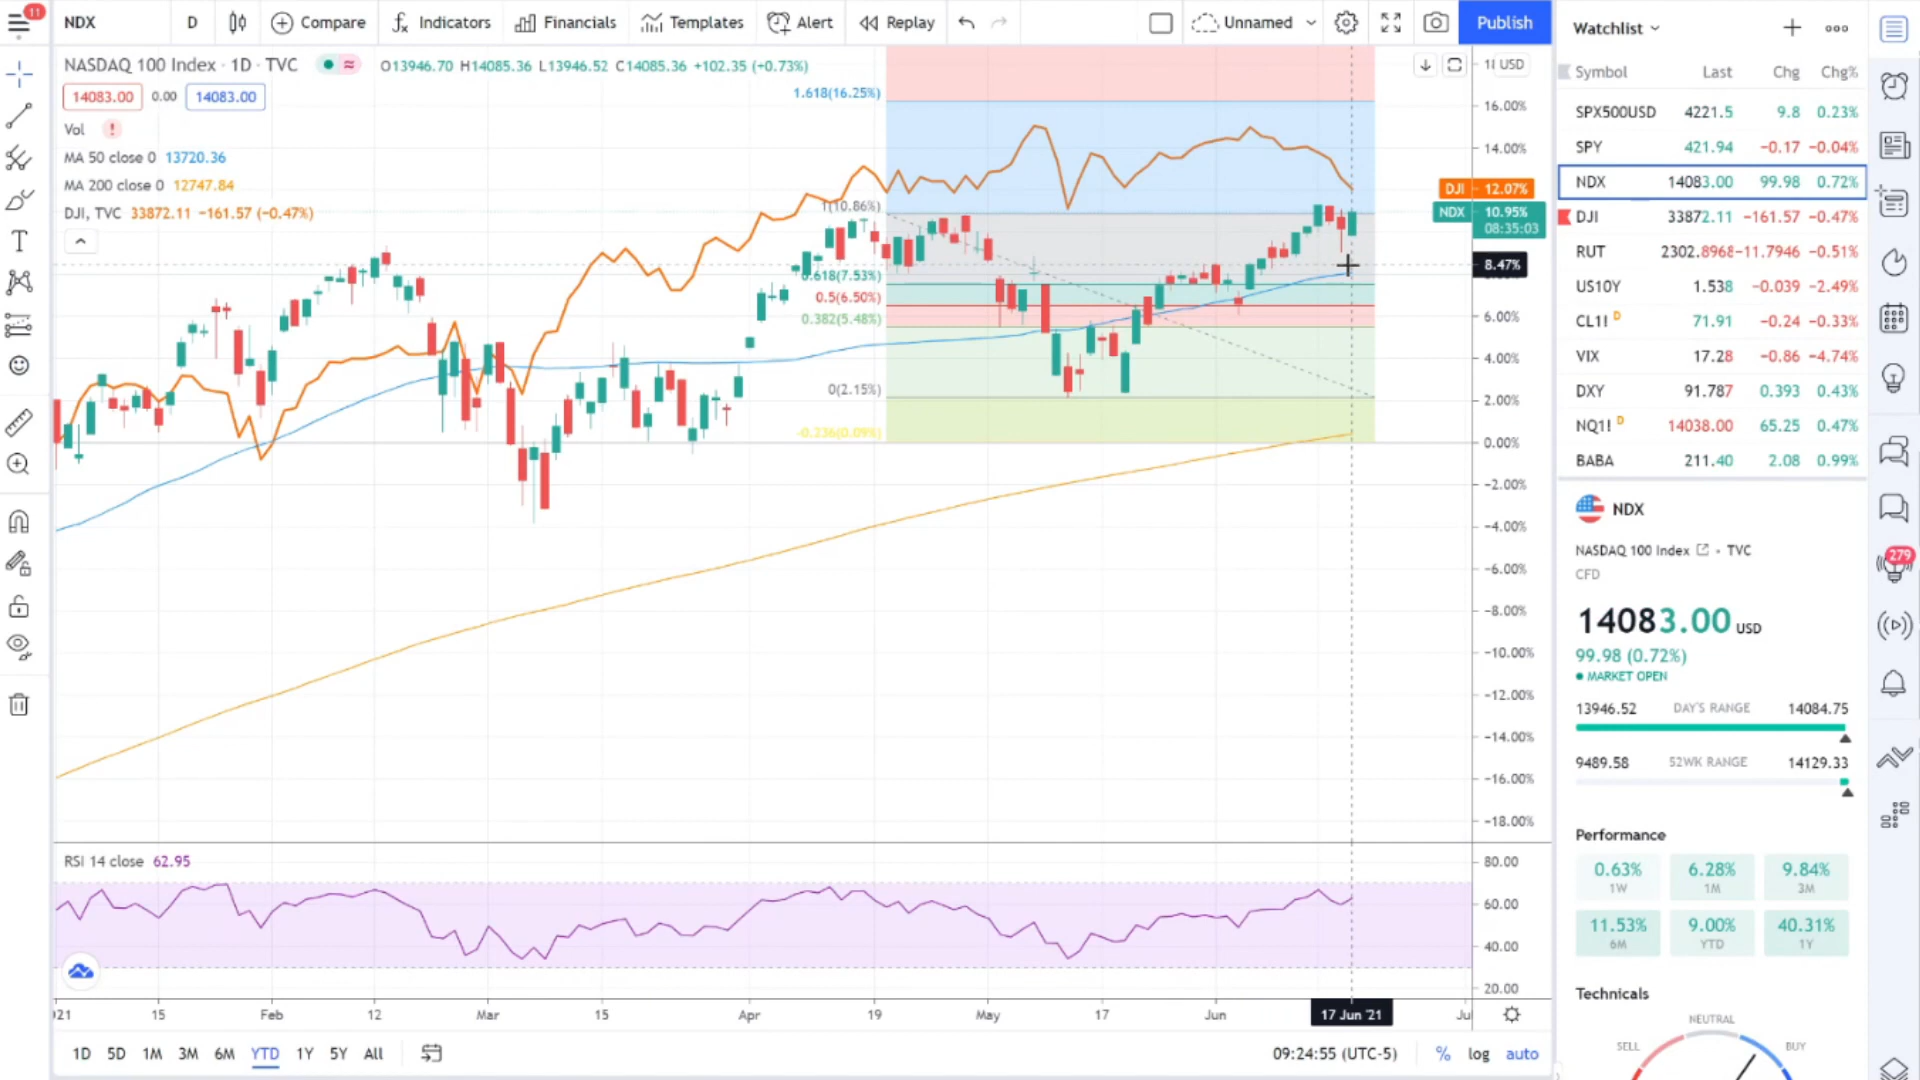 11
NDX
D
Compare
Indicators
Financials
Templates
Alert
Replay
Unnamed
Publish
NASDAQ 100 Index · 1D · TVC
O13946.70 H14085.36 L13946.52 C14085.36 +102.35 (+0.73%)
14083.00 0.00 14083.00
Vol !
MA 50 close 0 13720.36
MA 200 close 0 12747.84
DJI, TVC 33872.11 −161.57 (−0.47%)
1.618(16.25%)
1(10.86%)
0.618(7.53%)
0.5(6.50%)
0.382(5.48%)
0(2.15%)
-0.236(0.09%)
USD
16.00%
14.00%
DJI 12.07%
NDX 10.95%
08:35:03
8.47%
6.00%
4.00%
2.00%
0.00%
−2.00%
−4.00%
−6.00%
−8.00%
−10.00%
−12.00%
−14.00%
−16.00%
−18.00%
RSI 14 close 62.95
80.00
60.00
40.00
20.00
21 15 Feb 12 Mar 15 Apr 19 May 17 Jun 17 Jun '21 Ju
1D 5D 1M 3M 6M YTD 1Y 5Y All
09:24:55 (UTC-5) % log auto
Watchlist
Symbol Last Chg Chg%
SPX500USD 4221.5 9.8 0.23%
SPY 421.94 −0.17 −0.04%
NDX 14083.00 99.98 0.72%
DJI 33872.11 −161.57 −0.47%
RUT 2302.8968 −11.7946 −0.51%
US10Y 1.538 −0.039 −2.49%
CL1! D 71.91 −0.24 −0.33%
VIX 17.28 −0.86 −4.74%
DXY 91.787 0.393 0.43%
NQ1! D 14038.00 65.25 0.47%
BABA 211.40 2.08 0.99%
NDX
NASDAQ 100 Index • TVC
CFD
14083.00 USD
99.98 (0.72%)
MARKET OPEN
13946.52 DAY'S RANGE 14084.75
9489.58 52WK RANGE 14129.33
Performance
0.63% 6.28% 9.84%
1W 1M 3M
11.53% 9.00% 40.31%
6M YTD 1Y
Technicals
NEUTRAL
SELL BUY
279